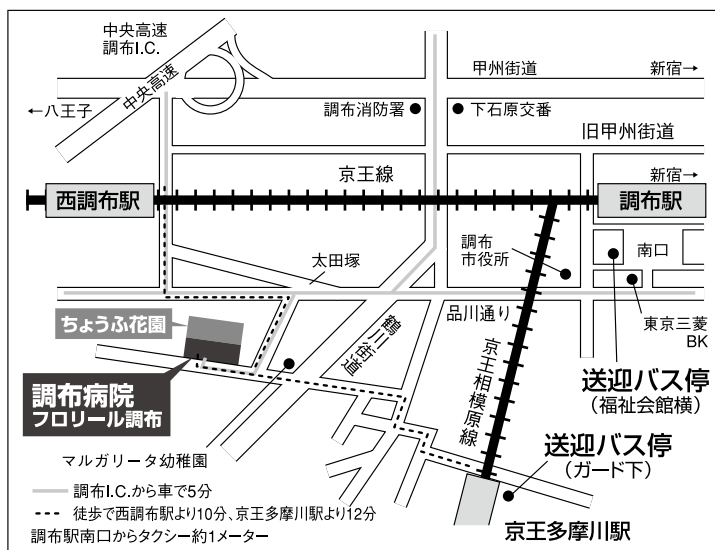 中央高速
調布I.C.
中央高速
甲州街道
新宿→
←八王子
調布消防署
下石原交番
旧甲州街道
京王線
新宿→
西調布駅
調布駅
太田塚
調布
市役所
南口
ちょうふ花園
鶴川街道
品川通り
東京三菱
BK
京王相模原線
調布病院
フロリール調布
送迎バス停
(福祉会館横)
マルガリータ幼稚園
送迎バス停
(ガード下)
調布I.C.から車で5分
徒歩で西調布駅より10分、京王多摩川駅より12分
調布駅南口からタクシー約1メーター
京王多摩川駅